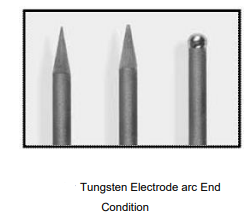 Tungsten Electrode arc End
Condition